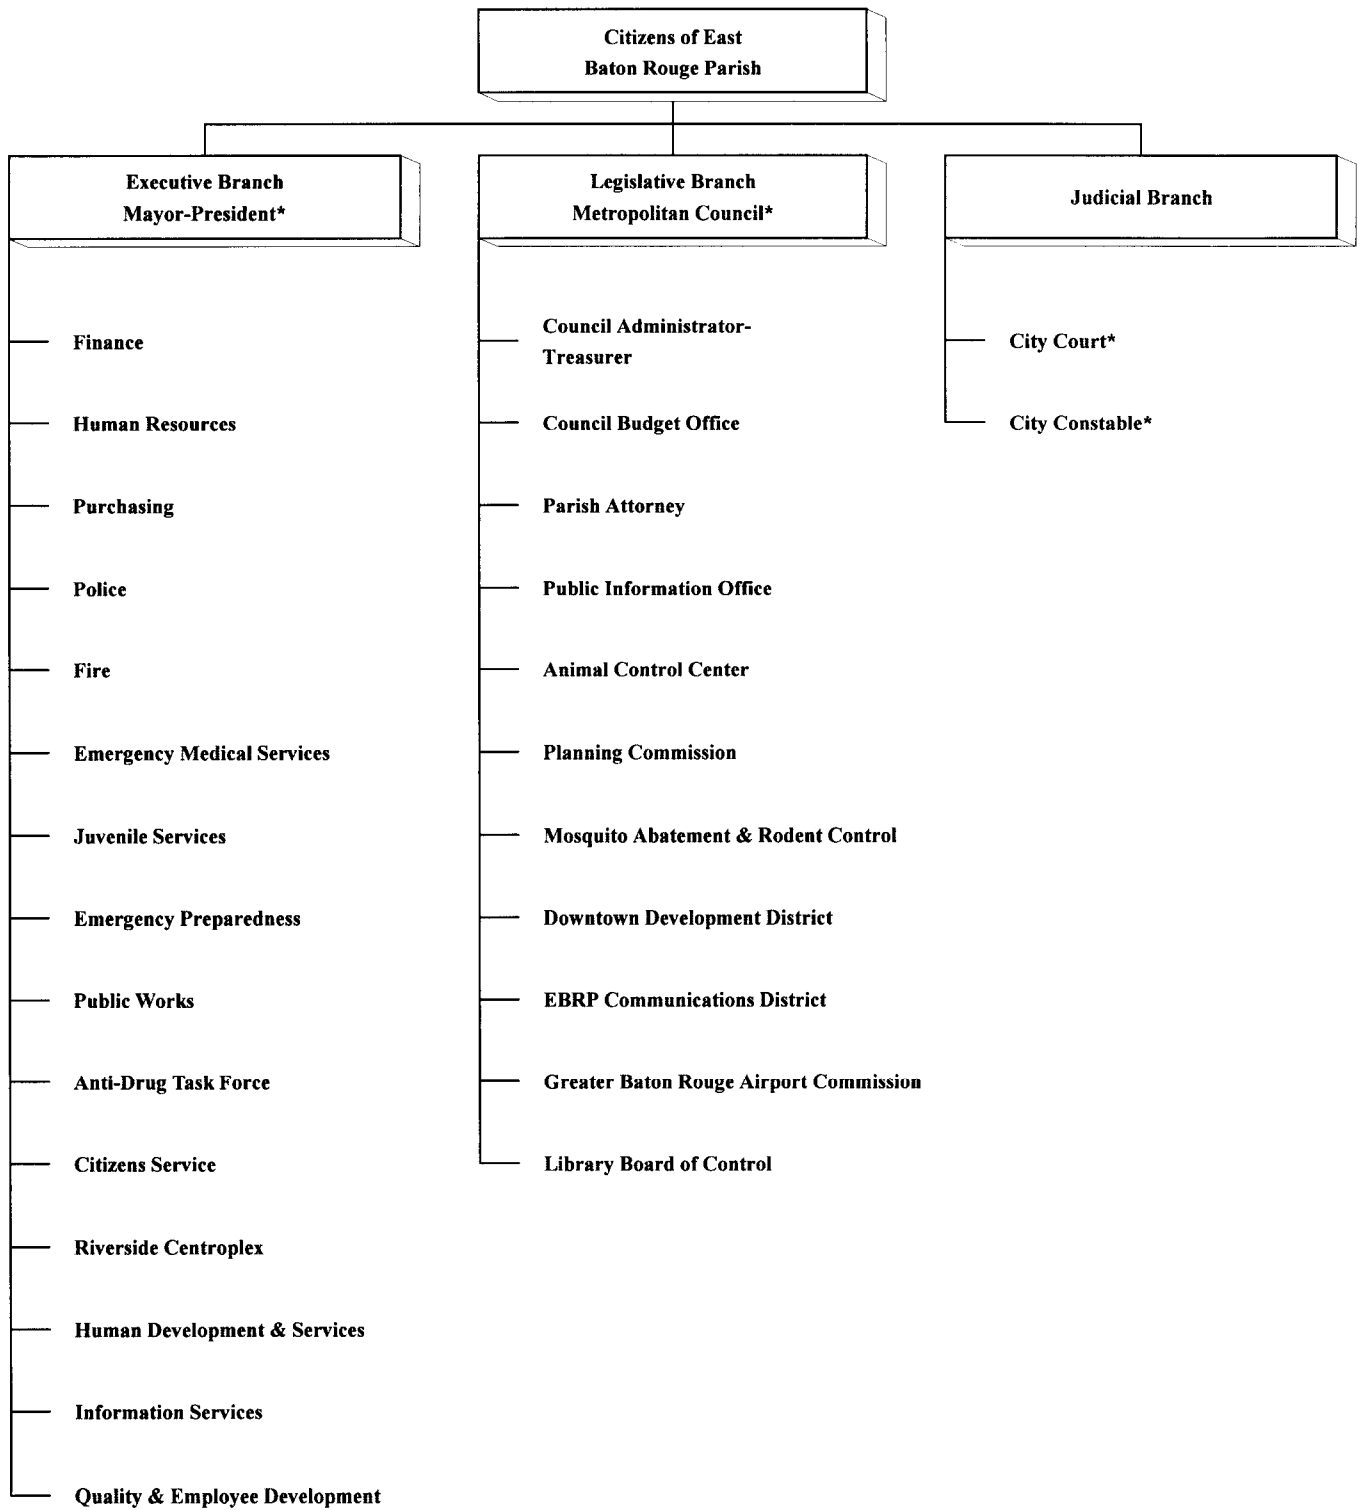 Citizens of East
Baton Rouge Parish
Executive Branch
Mayor-President*
Legislative Branch
Metropolitan Council*
Judicial Branch
Finance
Human Resources
Purchasing
Police
Fire
Emergency Medical Services
Juvenile Services
Emergency Preparedness
Public Works
Anti-Drug Task Force
Citizens Service
Riverside Centroplex
Human Development & Services
Information Services
Quality & Employee Development
Council Administrator-
Treasurer
Council Budget Office
Parish Attorney
Public Information Office
Animal Control Center
Planning Commission
Mosquito Abatement & Rodent Control
Downtown Development District
EBRP Communications District
Greater Baton Rouge Airport Commission
Library Board of Control
City Court*
City Constable*